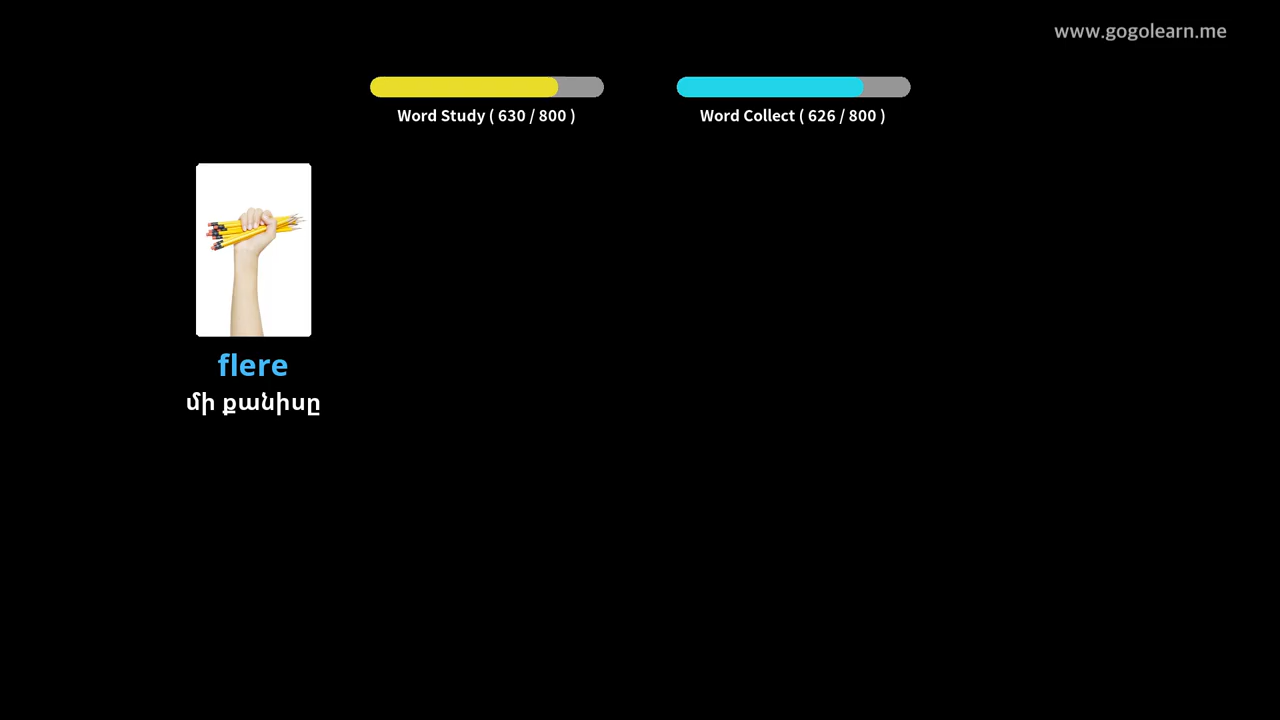 www.gogolearn.me
Word Study ( 630 / 800 )
Word Collect ( 626 / 800 )
flere
մի քանիսը